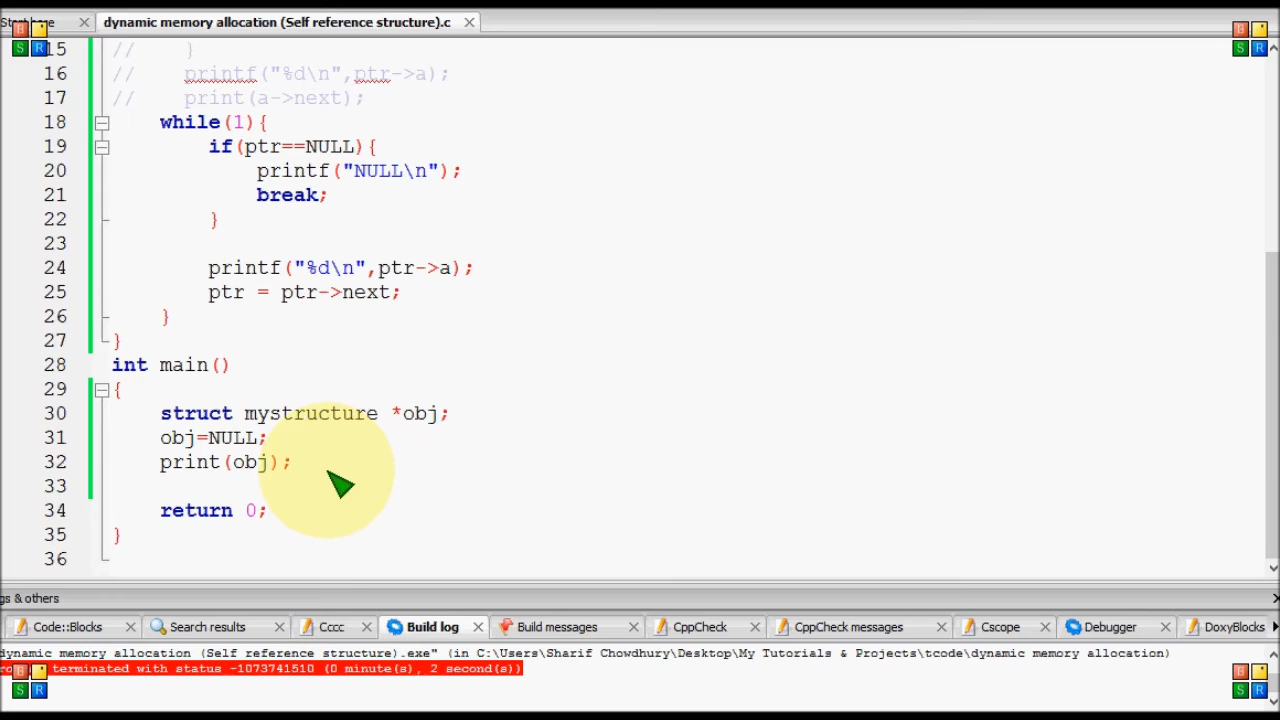 Start here dynamic memory allocation (Self reference structure).c
B
S R
B
S R
15 // }
16 // printf("%d\n",ptr->a);
17 // print(a->next);
18 while(1){
19 if(ptr==NULL){
20 printf("NULL\n");
21 break;
22 }
23
24 printf("%d\n",ptr->a);
25 ptr = ptr->next;
26 }
27 }
28 int main()
29 {
30 struct mystructure *obj;
31 obj=NULL;
32 print(obj);
33
34 return 0;
35 }
36
gs & others
Code::Blocks Search results Cccc Build log Build messages CppCheck CppCheck messages Cscope Debugger DoxyBlocks
dynamic memory allocation (Self reference structure).exe" (in C:\Users\Sharif Chowdhury\Desktop\My Tutorials & Projects\tcode\dynamic memory allocation)
terminated with status -1073741510 (0 minute(s), 2 second(s))
B
S R
B
S R